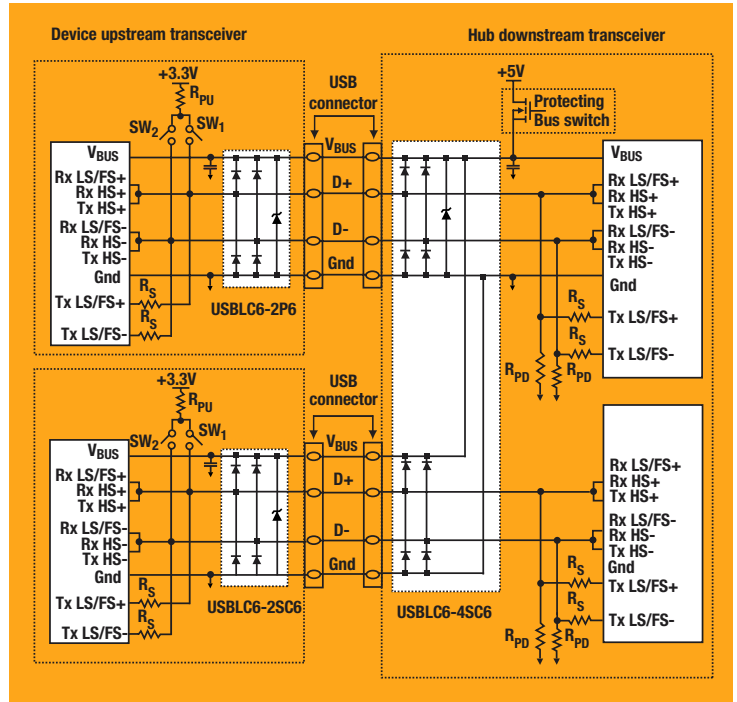 Device upstream transceiver
Hub downstream transceiver
+3.3V
RPU
SW2
SW1
USB
connector
+5V
Protecting
Bus switch
VBUS
Rx LS/FS+
Rx HS+
Tx HS+
Rx LS/FS-
Rx HS-
Tx HS-
Gnd
Tx LS/FS+
Tx LS/FS-
RS
RS
USBLC6-2P6
VBUS
D+
D-
Gnd
VBUS
Rx LS/FS+
Rx HS+
Tx HS+
Rx LS/FS-
Rx HS-
Tx HS-
Gnd
RS
Tx LS/FS+
RS
Tx LS/FS-
RPD
RPD
+3.3V
RPU
SW2
SW1
USB
connector
VBUS
Rx LS/FS+
Rx HS+
Tx HS+
Rx LS/FS-
Rx HS-
Tx HS-
Gnd
Tx LS/FS+
Tx LS/FS-
RS
RS
USBLC6-2SC6
VBUS
D+
D-
Gnd
USBLC6-4SC6
Rx LS/FS+
Rx HS+
Tx HS+
Rx LS/FS-
Rx HS-
Tx HS-
Gnd
RS
Tx LS/FS+
RS
Tx LS/FS-
RPD
RPD